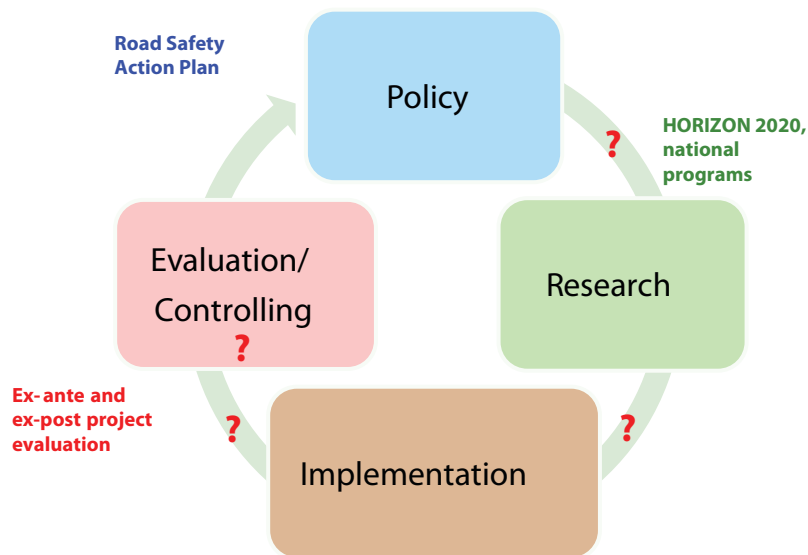 Road Safety
Action Plan
Policy
?
HORIZON 2020,
national
programs
Evaluation/
Controlling
?
Research
Ex-ante and
ex-post project
evaluation
?
?
Implementation